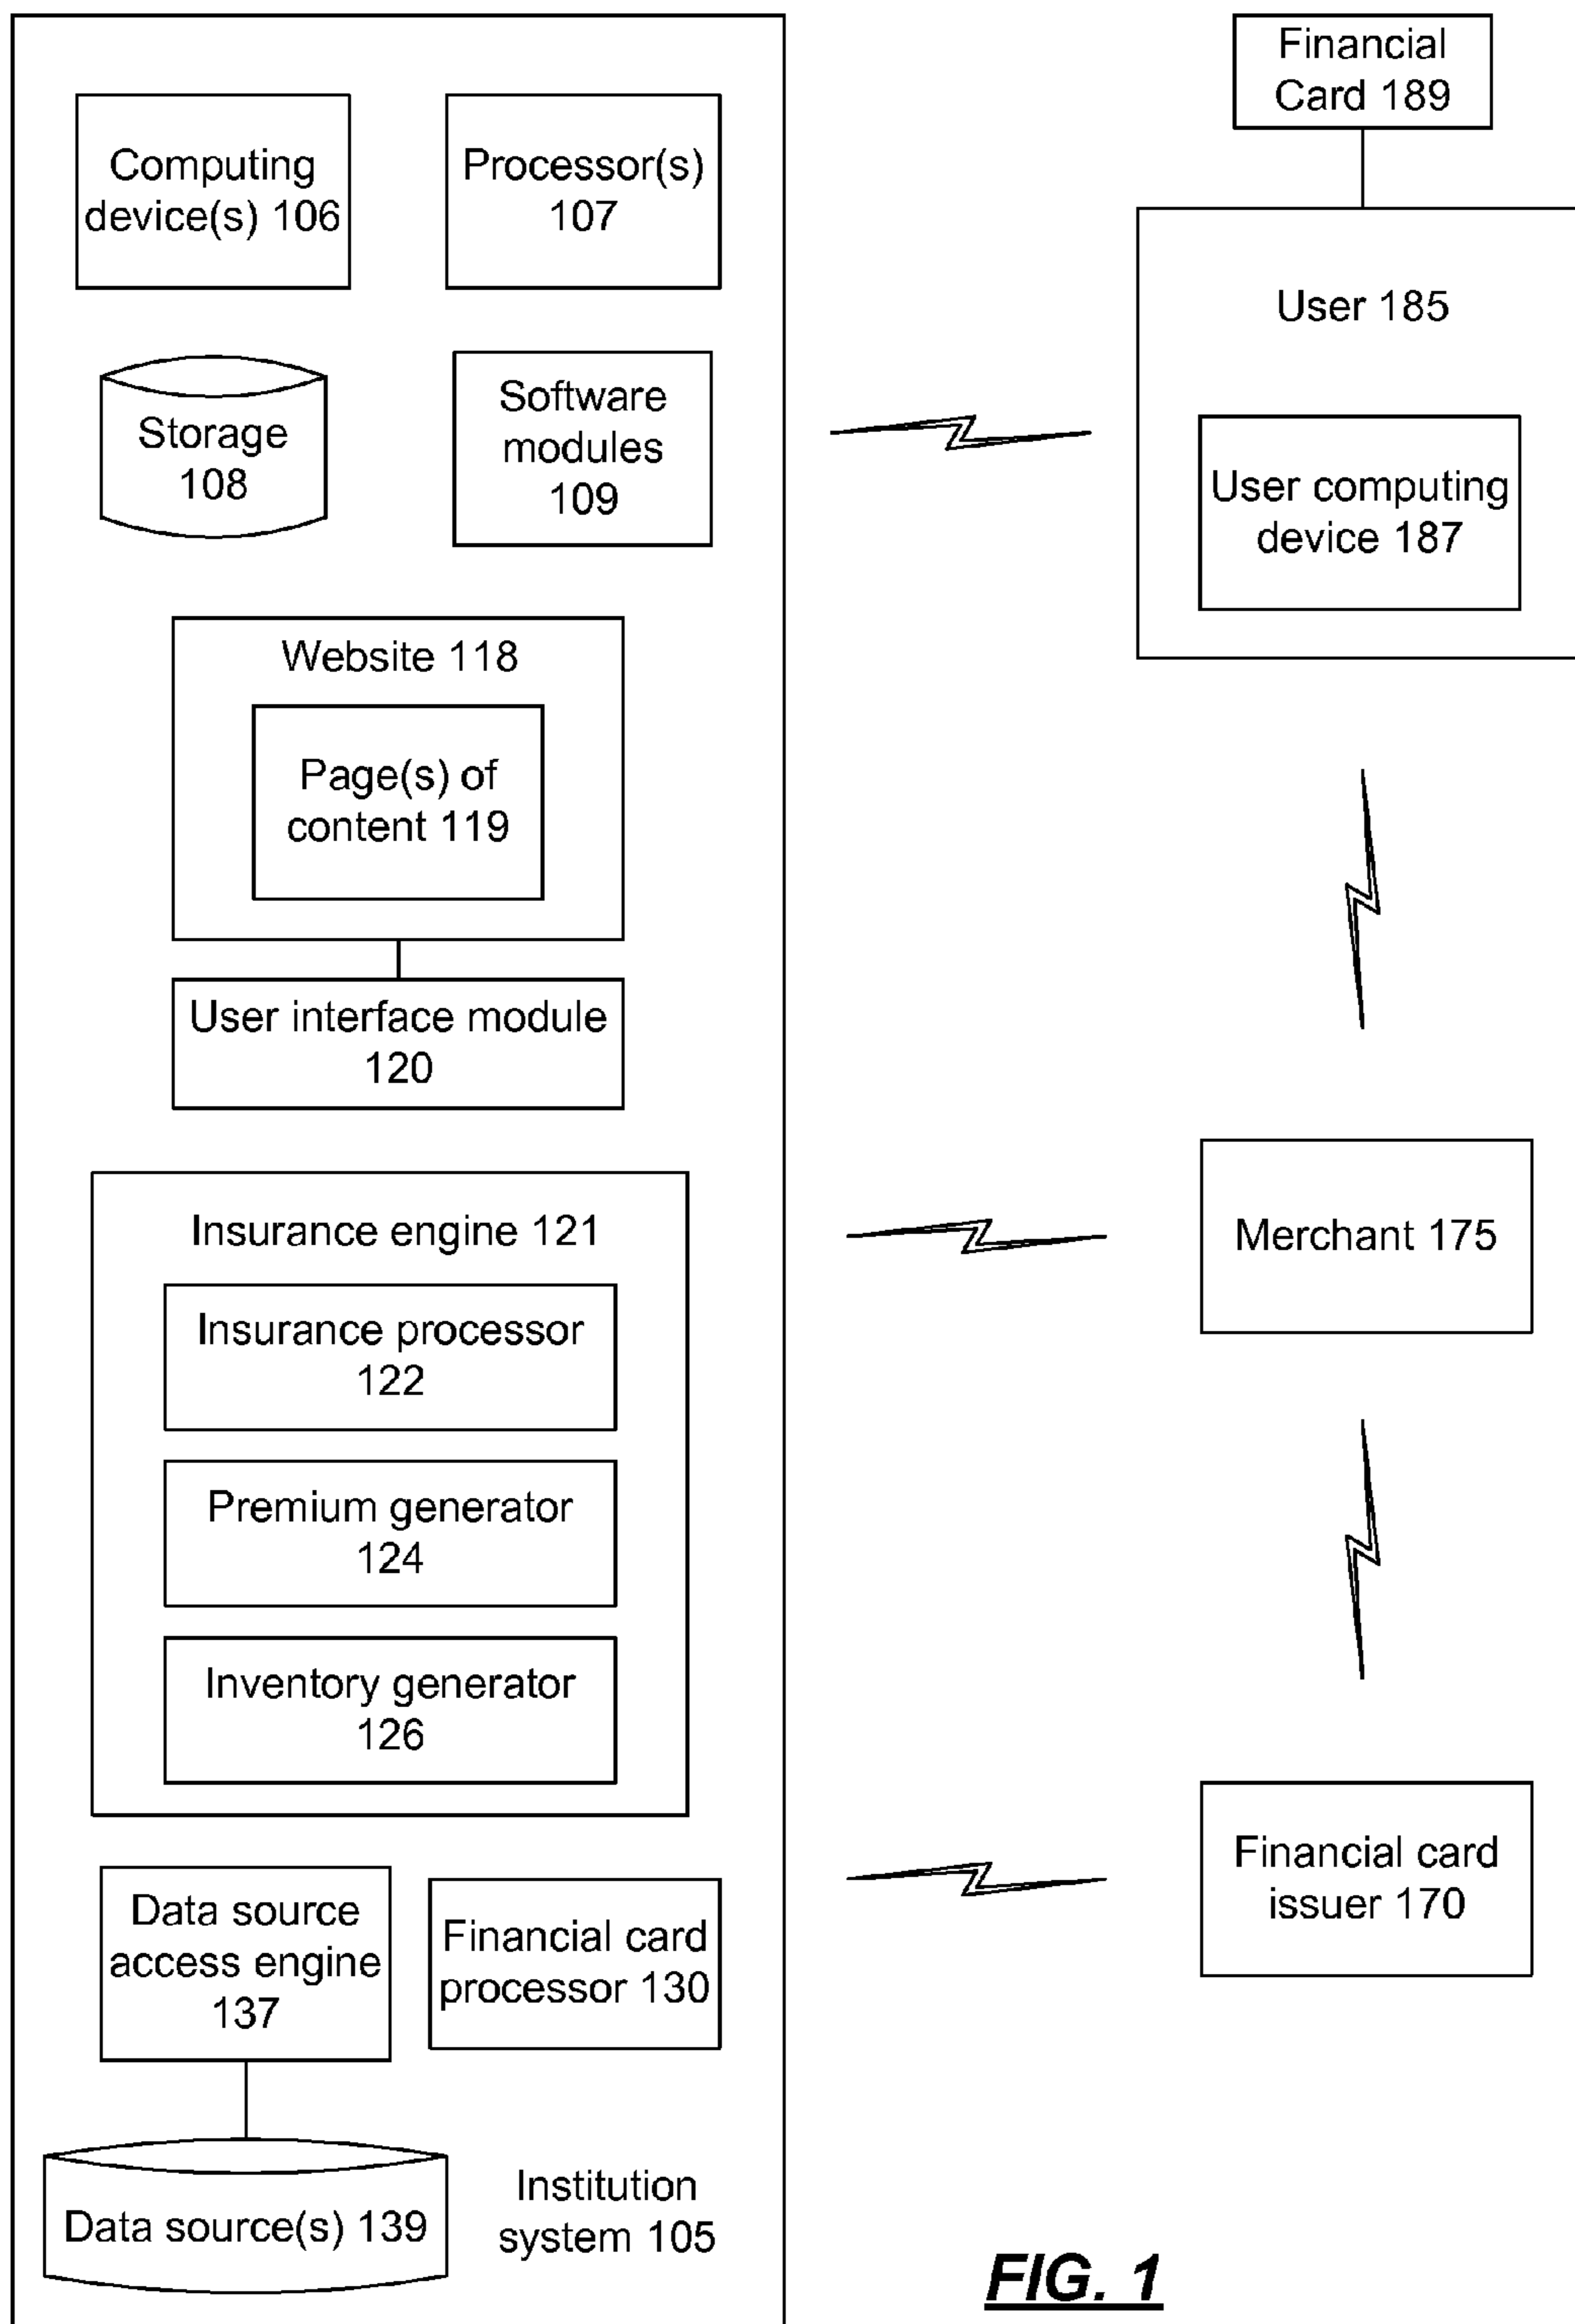 Computing
device(s) 106
Processor(s)
107
Storage
108
Software
modules
109
Website 118
Page(s) of
content 119
User interface module
120
Insurance engine 121
Insurance processor
122
Premium generator
124
Inventory generator
126
Data source
access engine
137
Financial card
processor 130
Data source(s) 139
Institution
system 105
Financial
Card 189
User 185
User computing
device 187
Merchant 175
Financial card
issuer 170
FIG. 1